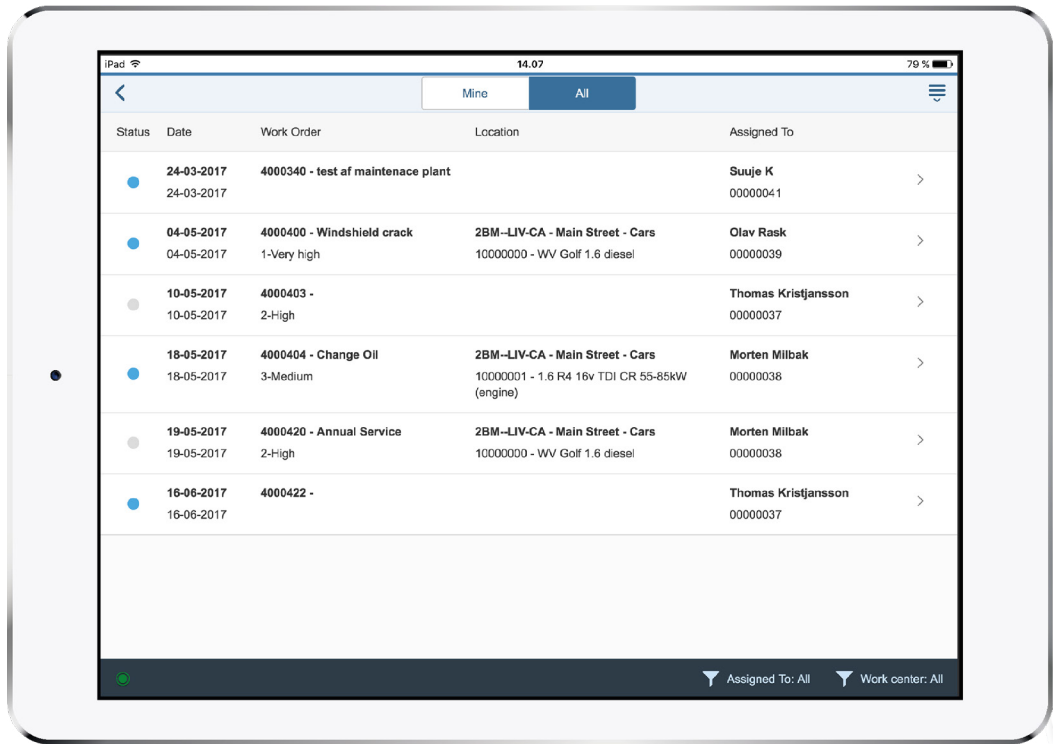 iPad 14.07 79 %
Mine All
Status Date Work Order Location Assigned To
24-03-2017 4000340 - test af maintenace plant Suuje K
24-03-2017 00000041
04-05-2017 4000400 - Windshield crack 2BM--LIV-CA - Main Street - Cars Olav Rask
04-05-2017 1-Very high 10000000 - WV Golf 1.6 diesel 00000039
10-05-2017 4000403 - Thomas Kristjansson
10-05-2017 2-High 00000037
18-05-2017 4000404 - Change Oil 2BM--LIV-CA - Main Street - Cars Morten Milbak
18-05-2017 3-Medium 10000001 - 1.6 R4 16v TDI CR 55-85kW 00000038
(engine)
19-05-2017 4000420 - Annual Service 2BM--LIV-CA - Main Street - Cars Morten Milbak
19-05-2017 2-High 10000000 - WV Golf 1.6 diesel 00000038
16-06-2017 4000422 - Thomas Kristjansson
16-06-2017 00000037
Assigned To: All Work center: All